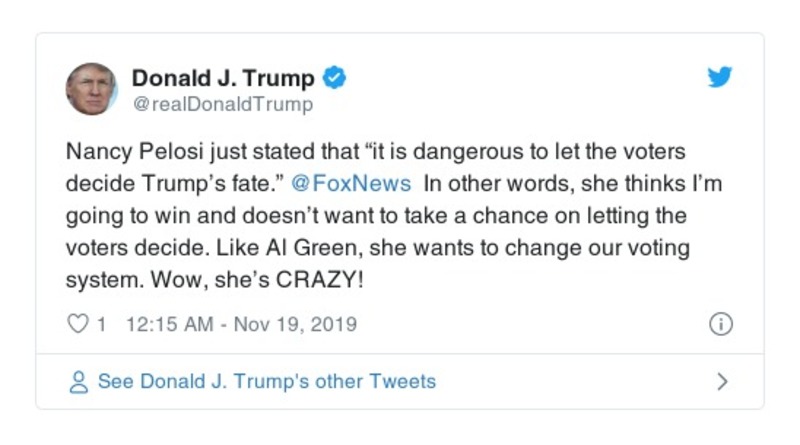 Donald J. Trump
@realDonaldTrump
Nancy Pelosi just stated that “it is dangerous to let the voters
decide Trump’s fate.” @FoxNews  In other words, she thinks I’m
going to win and doesn’t want to take a chance on letting the
voters decide. Like Al Green, she wants to change our voting
system. Wow, she’s CRAZY!
1 12:15 AM - Nov 19, 2019
See Donald J. Trump's other Tweets